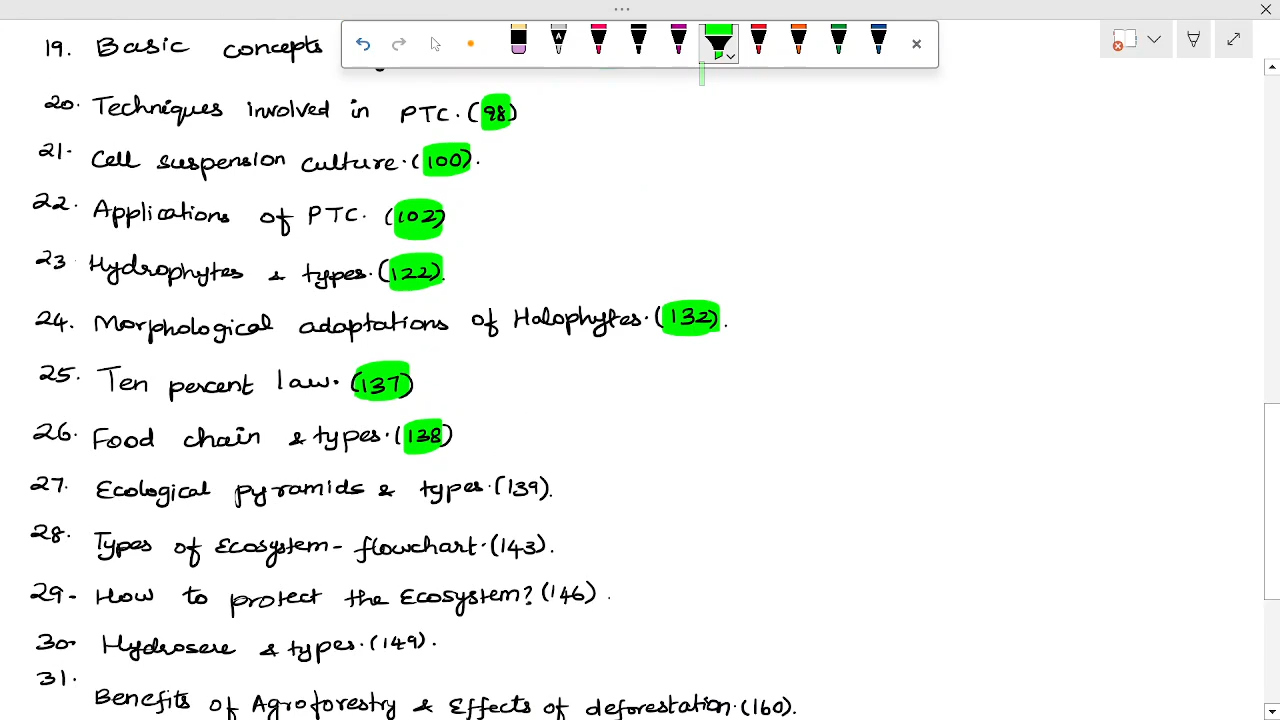 19. Basic concepts
20. Techniques involved in PTC. (98)
21. Cell suspension culture. (100).
22. Applications of PTC. (102)
23. Hydrophytes & types. (122).
24. Morphological adaptations of Halophytes. (132).
25. Ten percent law. (137)
26. Food chain & types. (138)
27. Ecological pyramids & types. (139).
28. Types of Ecosystem - flowchart. (143).
29. How to protect the Ecosystem? (146).
30. Hydrosere & types. (149).
31. Benefits of Agroforestry & Effects of deforestation. (160).